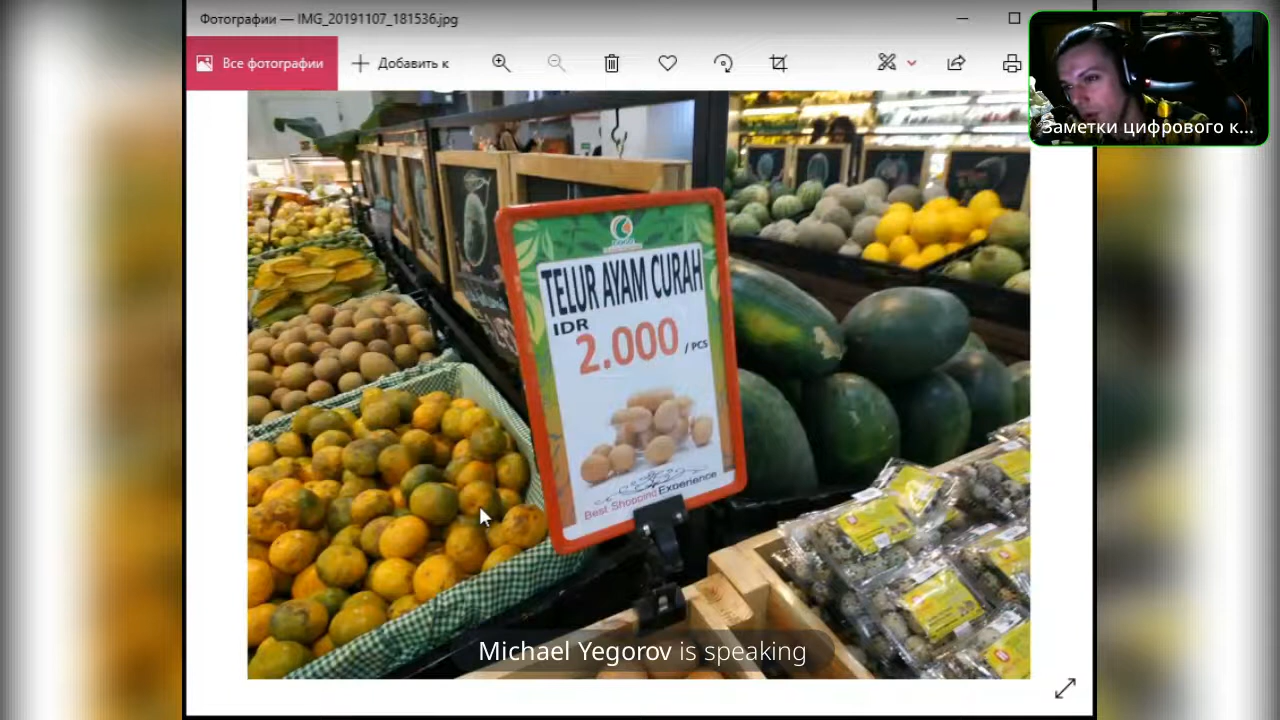 Фотографии — IMG_20191107_181536.jpg
Все фотографии
Добавить к
Заметки цифрового к...
TELUR AYAM CURAH
IDR
2.000 / PCS
Best Shopping Experience
Michael Yegorov is speaking